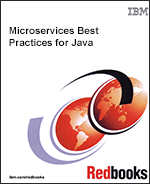 IBM
Microservices Best
Practices for Java
ibm.com/redbooks
Redbooks